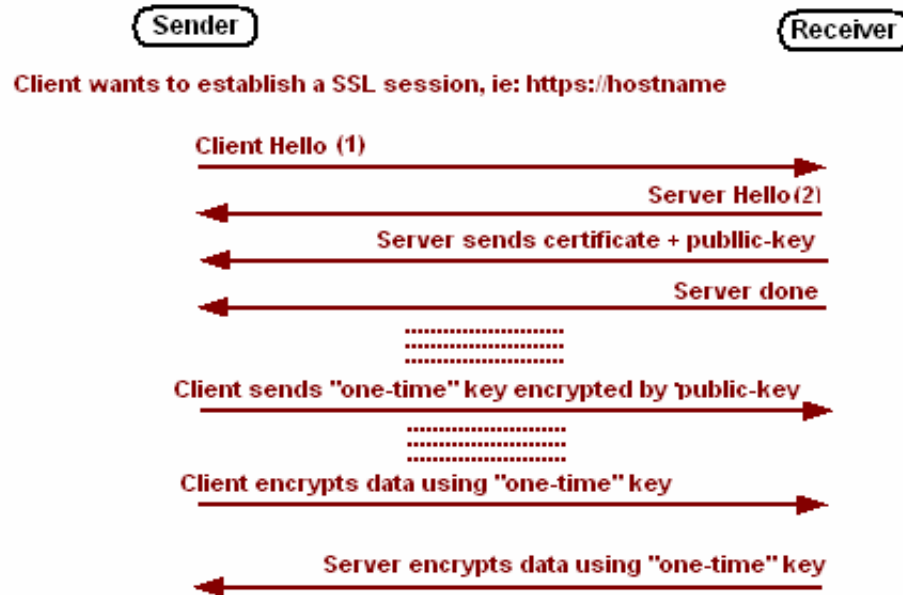 Sender
Receiver
Client wants to establish a SSL session, ie: https://hostname
Client Hello (1)
Server Hello (2)
Server sends certificate + publlic-key
Server done
Client sends "one-time" key encrypted by 'public-key
Client encrypts data using "one-time" key
Server encrypts data using "one-time" key